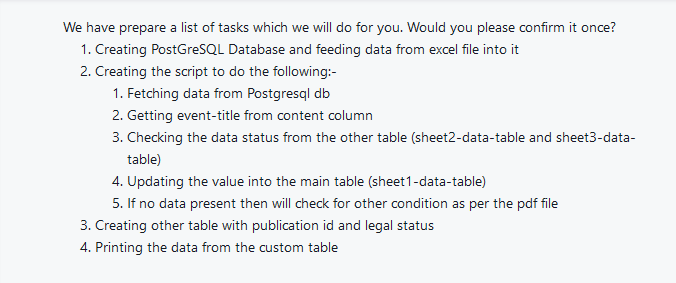 We have prepare a list of tasks which we will do for you. Would you please confirm it once?
1. Creating PostGreSQL Database and feeding data from excel file into it
2. Creating the script to do the following:-
1. Fetching data from Postgresql db
2. Getting event-title from content column
3. Checking the data status from the other table (sheet2-data-table and sheet3-data-
table)
4. Updating the value into the main table (sheet1-data-table)
5. If no data present then will check for other condition as per the pdf file
3. Creating other table with publication id and legal status
4. Printing the data from the custom table